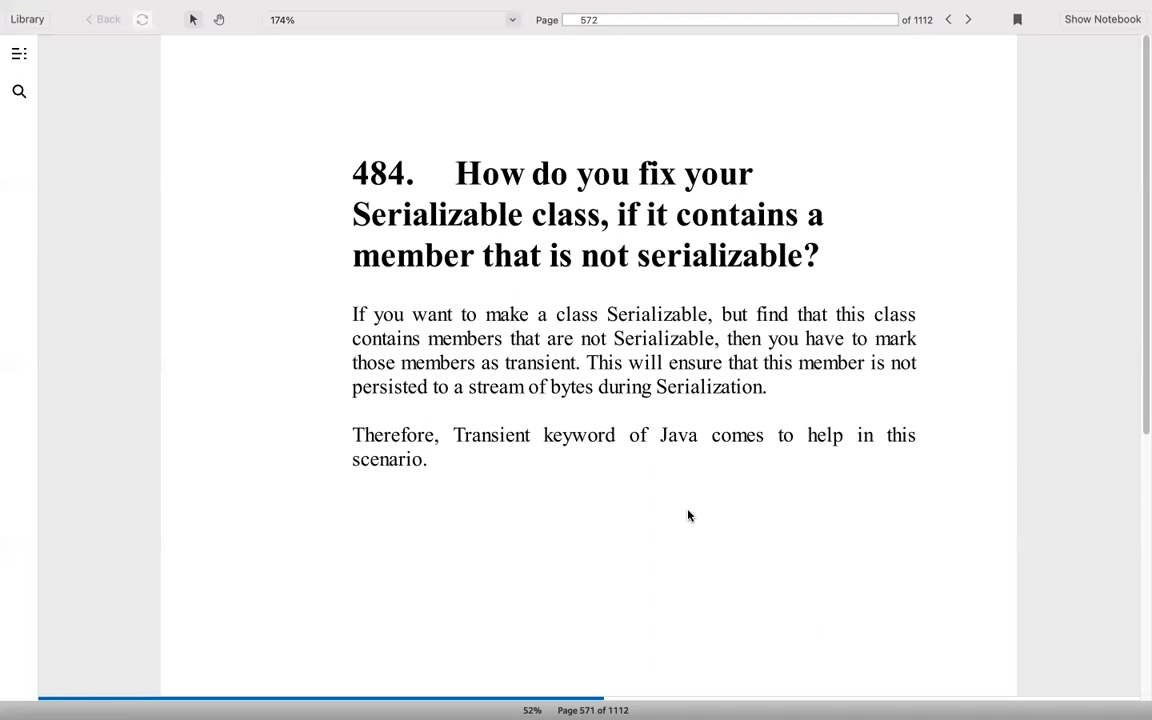 Library Back 174% Page 572 of 1112 Show Notebook
484. How do you fix your
Serializable class, if it contains a
member that is not serializable?
If you want to make a class Serializable, but find that this class
contains members that are not Serializable, then you have to mark
those members as transient. This will ensure that this member is not
persisted to a stream of bytes during Serialization.
Therefore, Transient keyword of Java comes to help in this
scenario.
52% Page 571 of 1112